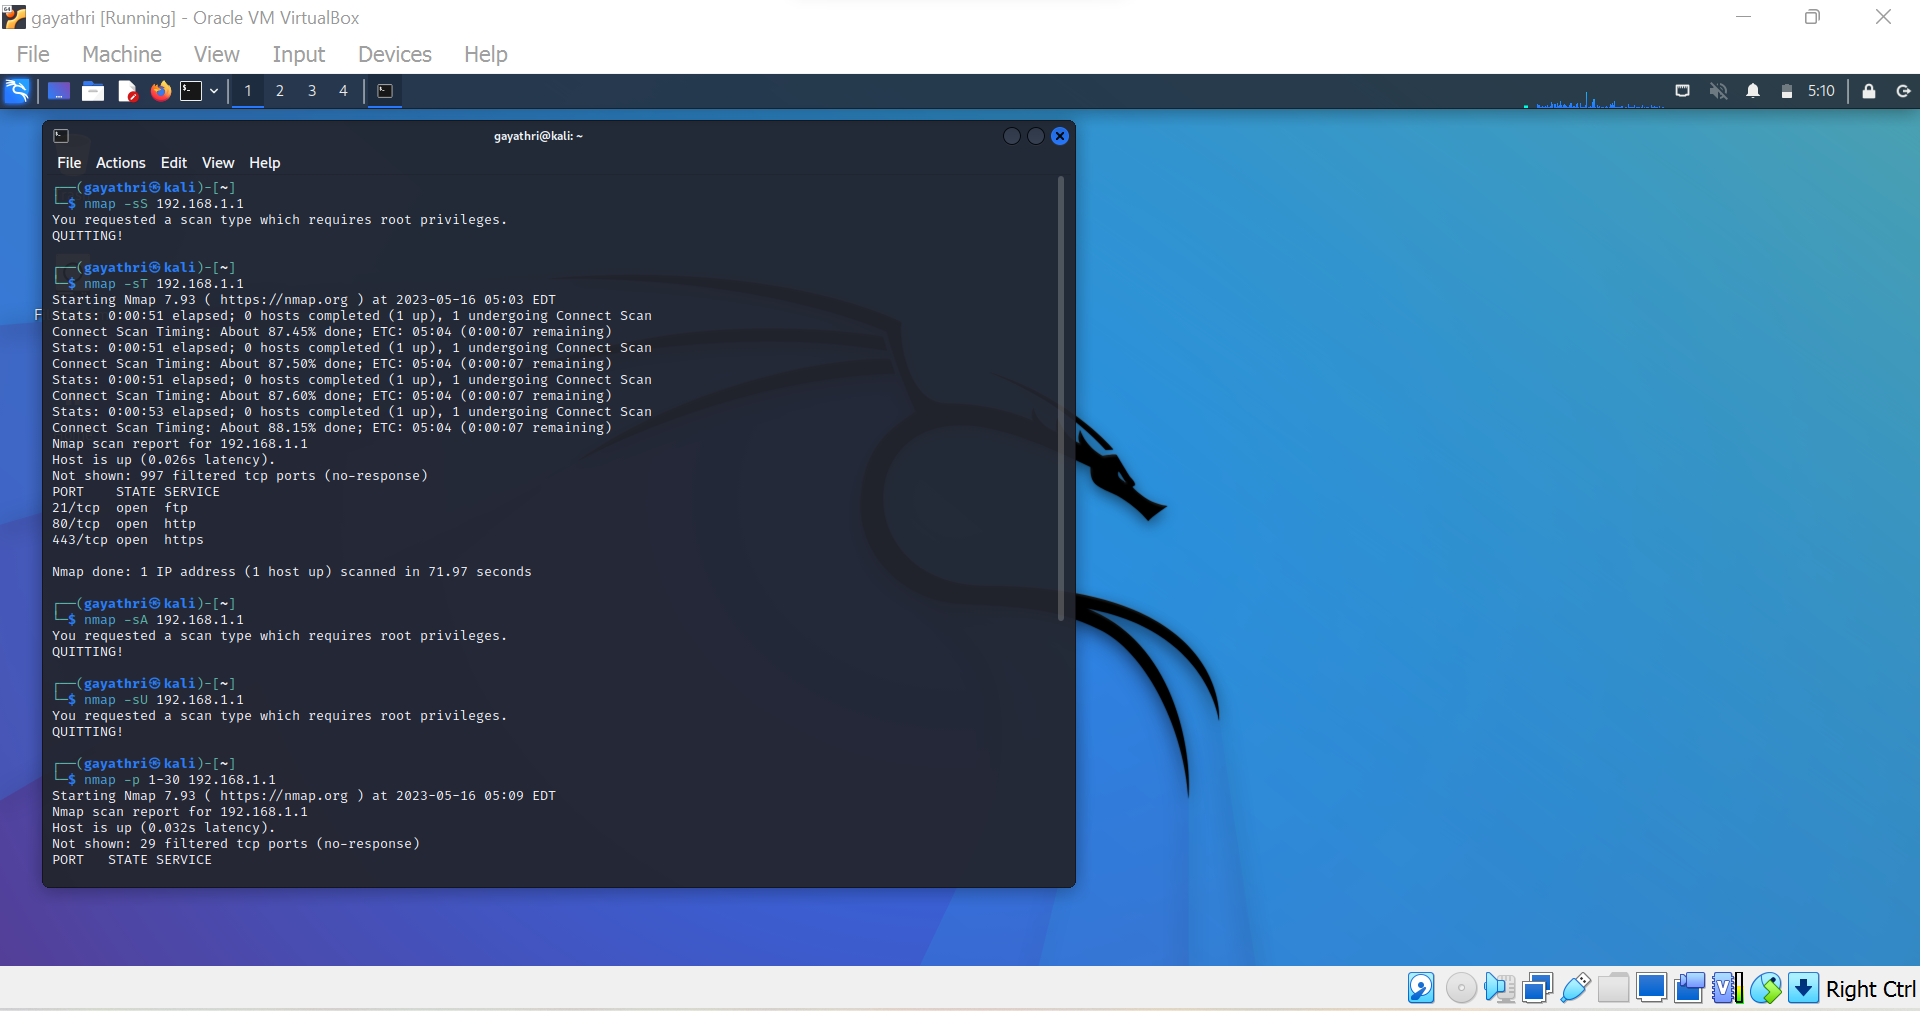 gayathri [Running] - Oracle VM VirtualBox
File Machine View Input Devices Help
1 2 3 4 5:10
gayathri@kali: ~
File Actions Edit View Help
┌──(gayathri㉿kali)-[~]
└─$ nmap -sS 192.168.1.1
You requested a scan type which requires root privileges.
QUITTING!
┌──(gayathri㉿kali)-[~]
└─$ nmap -sT 192.168.1.1
Starting Nmap 7.93 ( https://nmap.org ) at 2023-05-16 05:03 EDT
Stats: 0:00:51 elapsed; 0 hosts completed (1 up), 1 undergoing Connect Scan
Connect Scan Timing: About 87.45% done; ETC: 05:04 (0:00:07 remaining)
Stats: 0:00:51 elapsed; 0 hosts completed (1 up), 1 undergoing Connect Scan
Connect Scan Timing: About 87.50% done; ETC: 05:04 (0:00:07 remaining)
Stats: 0:00:51 elapsed; 0 hosts completed (1 up), 1 undergoing Connect Scan
Connect Scan Timing: About 87.60% done; ETC: 05:04 (0:00:07 remaining)
Stats: 0:00:53 elapsed; 0 hosts completed (1 up), 1 undergoing Connect Scan
Connect Scan Timing: About 88.15% done; ETC: 05:04 (0:00:07 remaining)
Nmap scan report for 192.168.1.1
Host is up (0.026s latency).
Not shown: 997 filtered tcp ports (no-response)
PORT    STATE SERVICE
21/tcp  open  ftp
80/tcp  open  http
443/tcp open  https
Nmap done: 1 IP address (1 host up) scanned in 71.97 seconds
┌──(gayathri㉿kali)-[~]
└─$ nmap -sA 192.168.1.1
You requested a scan type which requires root privileges.
QUITTING!
┌──(gayathri㉿kali)-[~]
└─$ nmap -sU 192.168.1.1
You requested a scan type which requires root privileges.
QUITTING!
┌──(gayathri㉿kali)-[~]
└─$ nmap -p 1-30 192.168.1.1
Starting Nmap 7.93 ( https://nmap.org ) at 2023-05-16 05:09 EDT
Nmap scan report for 192.168.1.1
Host is up (0.032s latency).
Not shown: 29 filtered tcp ports (no-response)
PORT   STATE SERVICE
Right Ctrl